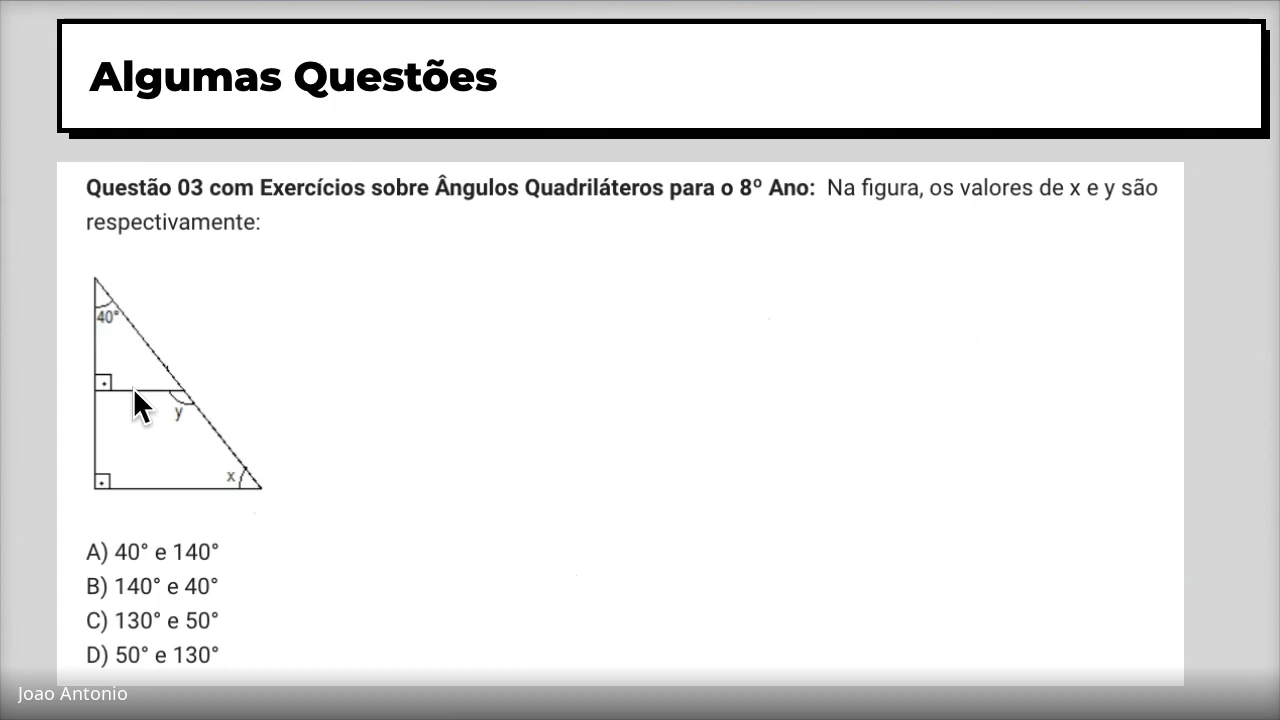 Algumas Questões
Questão 03 com Exercícios sobre Ângulos Quadriláteros para o 8º Ano: Na figura, os valores de x e y são
respectivamente:
40°
y
x
A) 40° e 140°
B) 140° e 40°
C) 130° e 50°
D) 50° e 130°
Joao Antonio